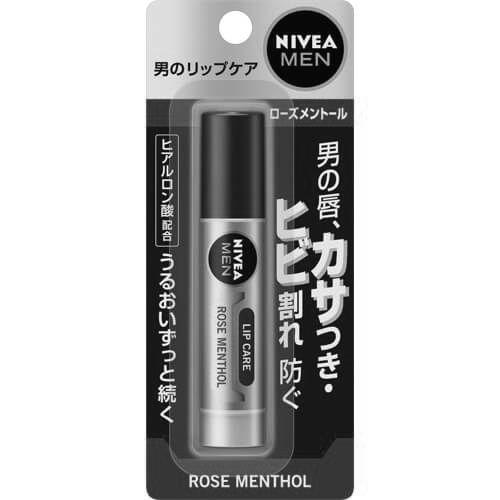 NIVEA
MEN
男のリップケア
ローズメントール
男の唇、カサつき・
ヒビ割れ 防ぐ
ヒアルロン酸 配合
うるおいずっと続く
NIVEA
MEN
LIP CARE
ROSE MENTHOL
ROSE MENTHOL